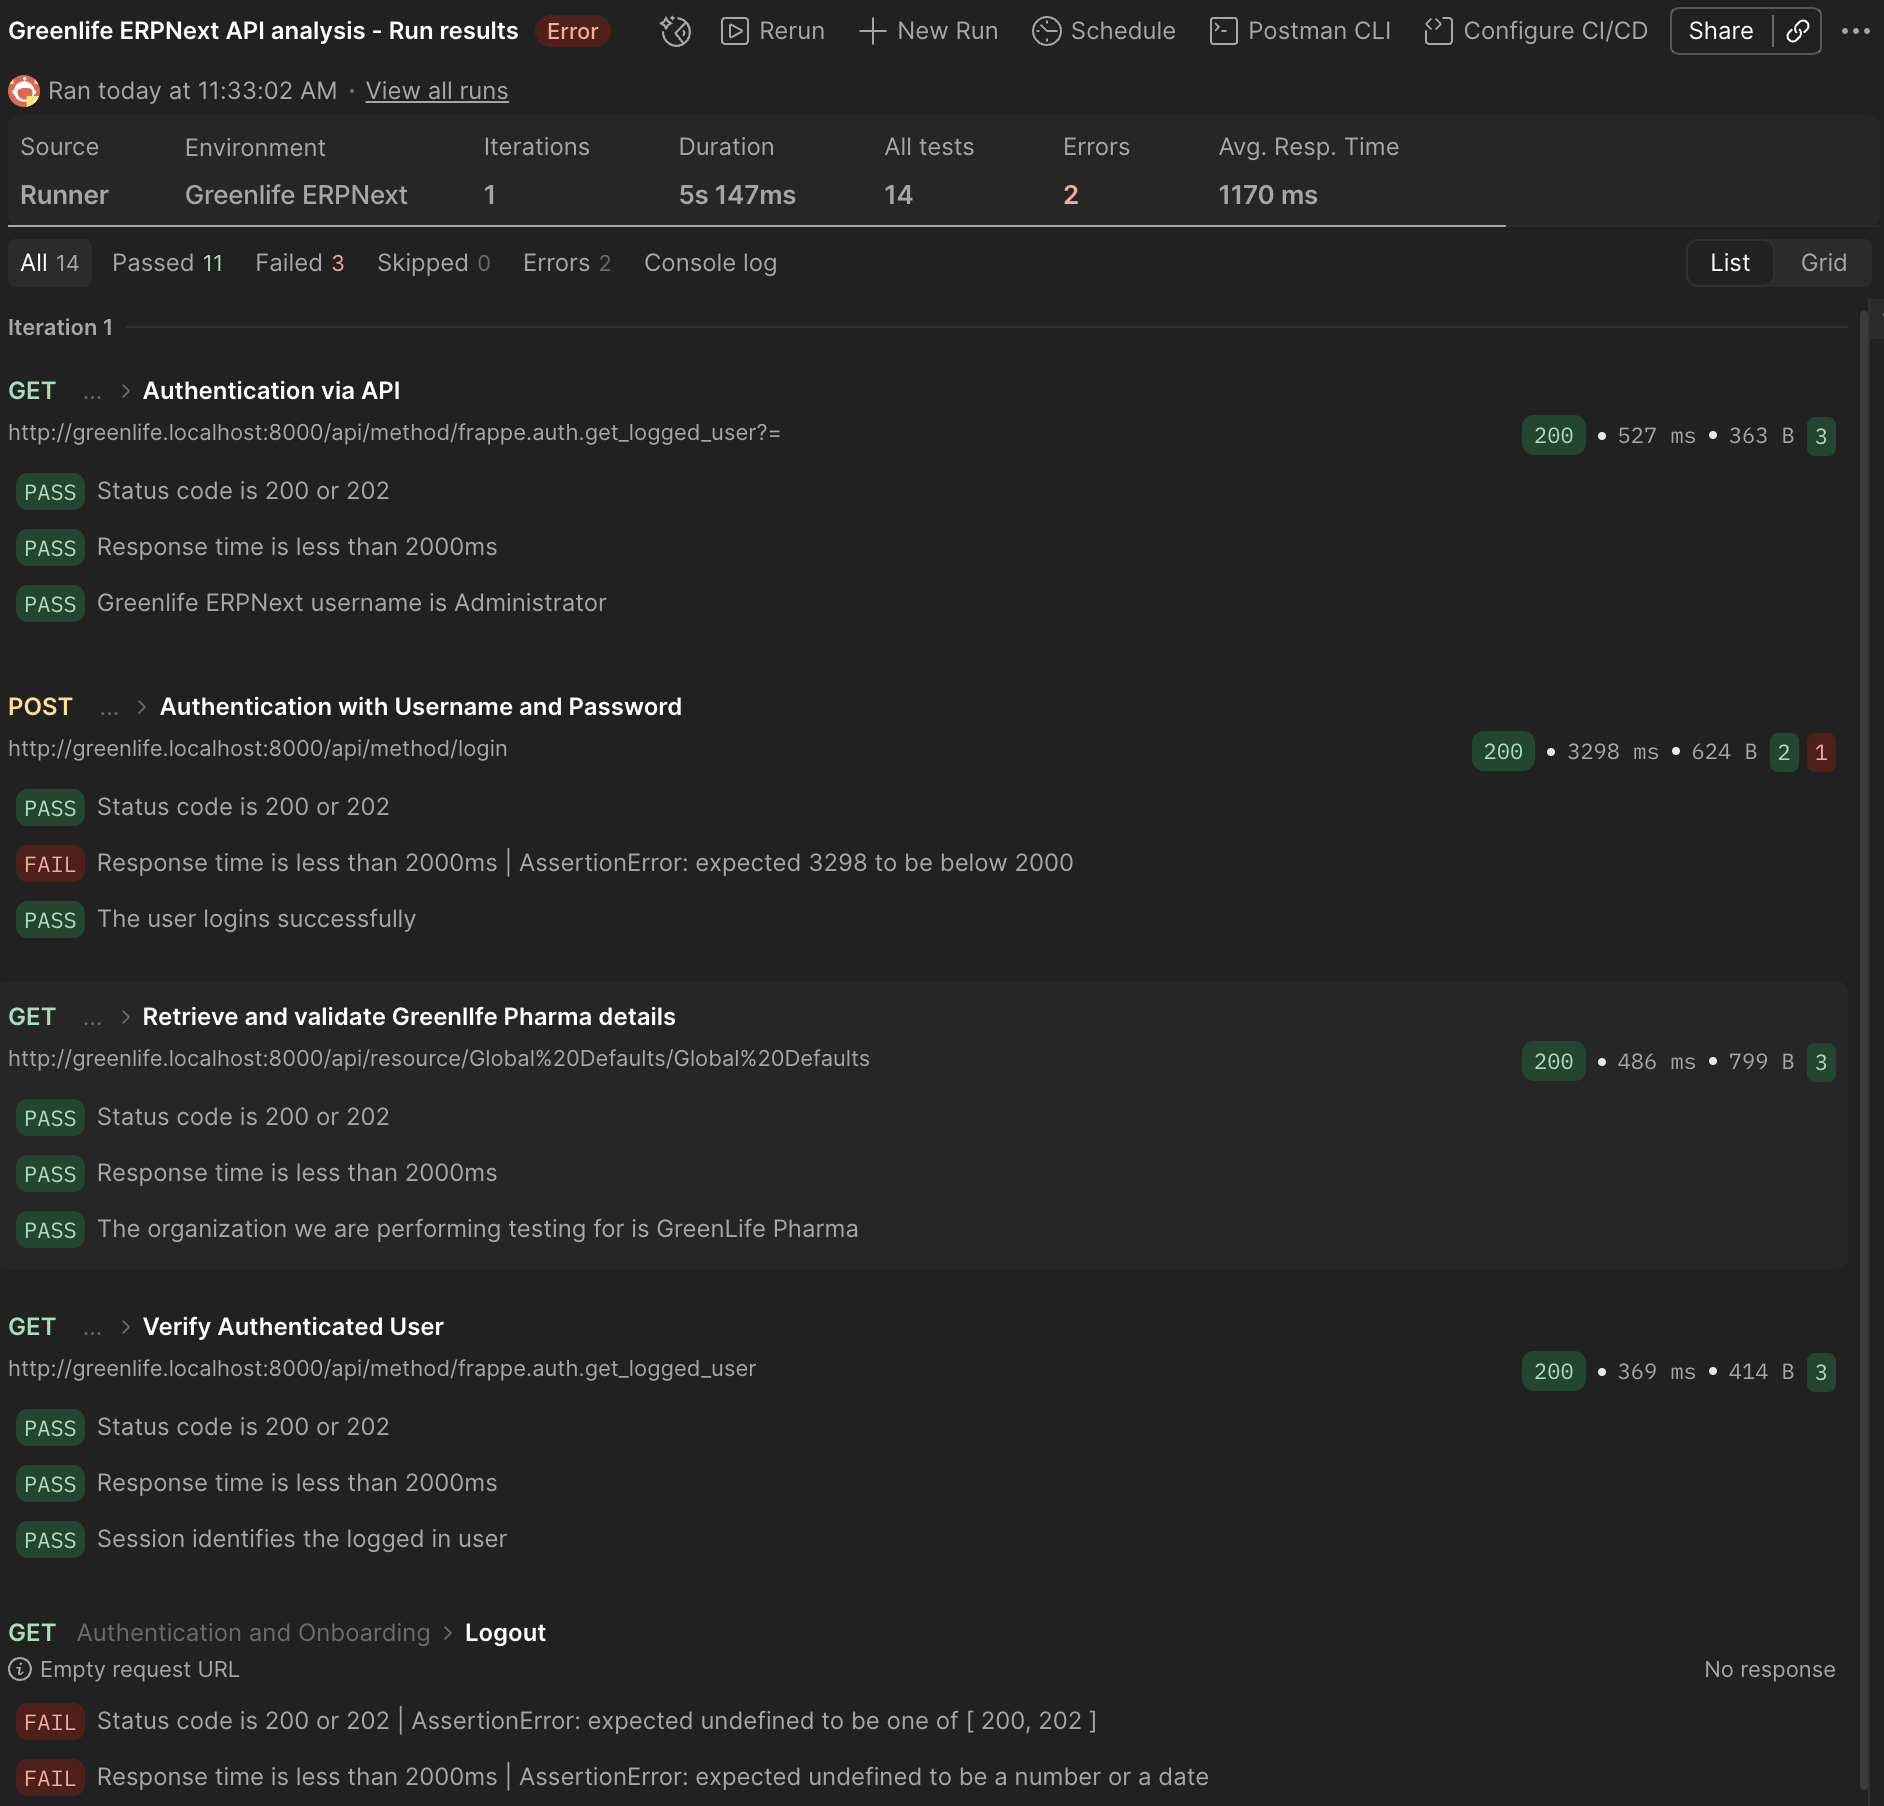 Greenlife ERPNext API analysis - Run results Error Rerun New Run Schedule Postman CLI Configure CI/CD Share
Ran today at 11:33:02 AM · View all runs
Source Environment Iterations Duration All tests Errors Avg. Resp. Time
Runner Greenlife ERPNext 1 5s 147ms 14 2 1170 ms
All 14 Passed 11 Failed 3 Skipped 0 Errors 2 Console log List Grid
Iteration 1
GET ... > Authentication via API
http://greenlife.localhost:8000/api/method/frappe.auth.get_logged_user?= 200 • 527 ms • 363 B 3
PASS Status code is 200 or 202
PASS Response time is less than 2000ms
PASS Greenlife ERPNext username is Administrator
POST ... > Authentication with Username and Password
http://greenlife.localhost:8000/api/method/login 200 • 3298 ms • 624 B 2 1
PASS Status code is 200 or 202
FAIL Response time is less than 2000ms | AssertionError: expected 3298 to be below 2000
PASS The user logins successfully
GET ... > Retrieve and validate GreenlIfe Pharma details
http://greenlife.localhost:8000/api/resource/Global%20Defaults/Global%20Defaults 200 • 486 ms • 799 B 3
PASS Status code is 200 or 202
PASS Response time is less than 2000ms
PASS The organization we are performing testing for is GreenLife Pharma
GET ... > Verify Authenticated User
http://greenlife.localhost:8000/api/method/frappe.auth.get_logged_user 200 • 369 ms • 414 B 3
PASS Status code is 200 or 202
PASS Response time is less than 2000ms
PASS Session identifies the logged in user
GET Authentication and Onboarding > Logout
Empty request URL No response
FAIL Status code is 200 or 202 | AssertionError: expected undefined to be one of [ 200, 202 ]
FAIL Response time is less than 2000ms | AssertionError: expected undefined to be a number or a date